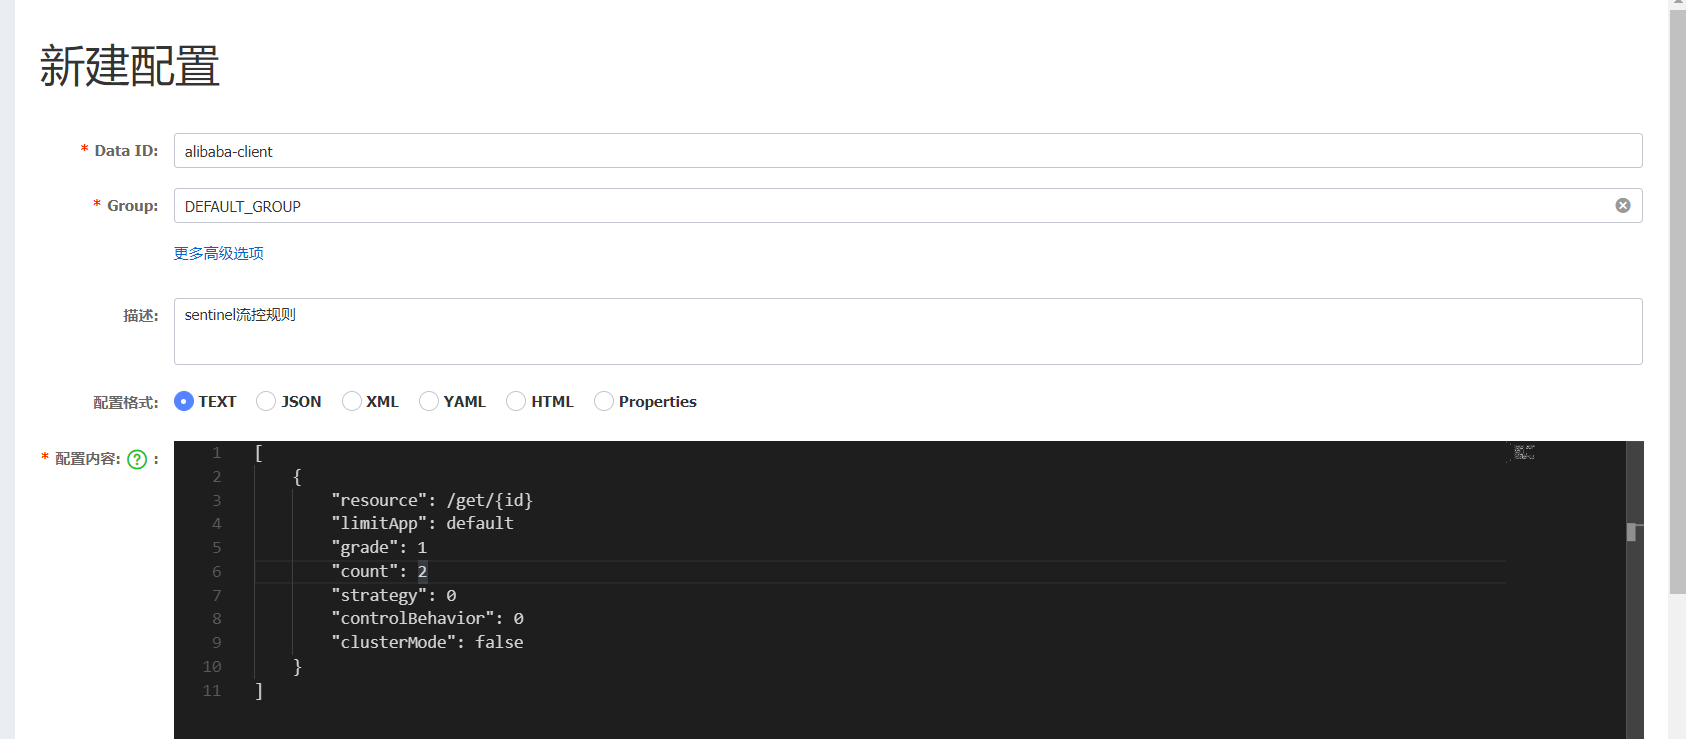 新建配置
* Data ID: alibaba-client
* Group: DEFAULT_GROUP
更多高级选项
描述: sentinel流控规则
配置格式: TEXT JSON XML YAML HTML Properties
* 配置内容: ? :
1 [
2 {
3 "resource": /get/{id}
4 "limitApp": default
5 "grade": 1
6 "count": 2
7 "strategy": 0
8 "controlBehavior": 0
9 "clusterMode": false
10 }
11 ]